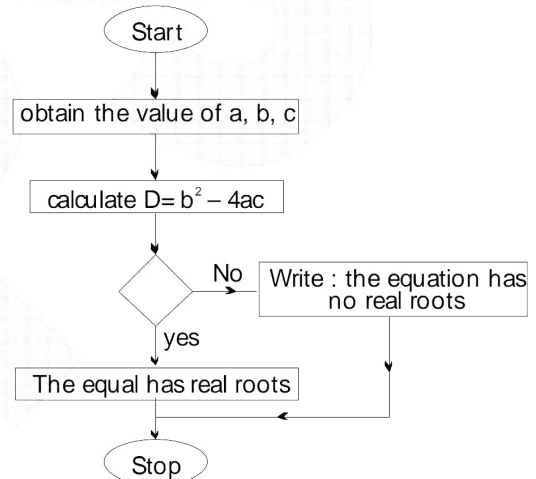 Start
obtain the value of a, b, c
calculate D= b² – 4ac
No
Write : the equation has
no real roots
yes
The equal has real roots
Stop